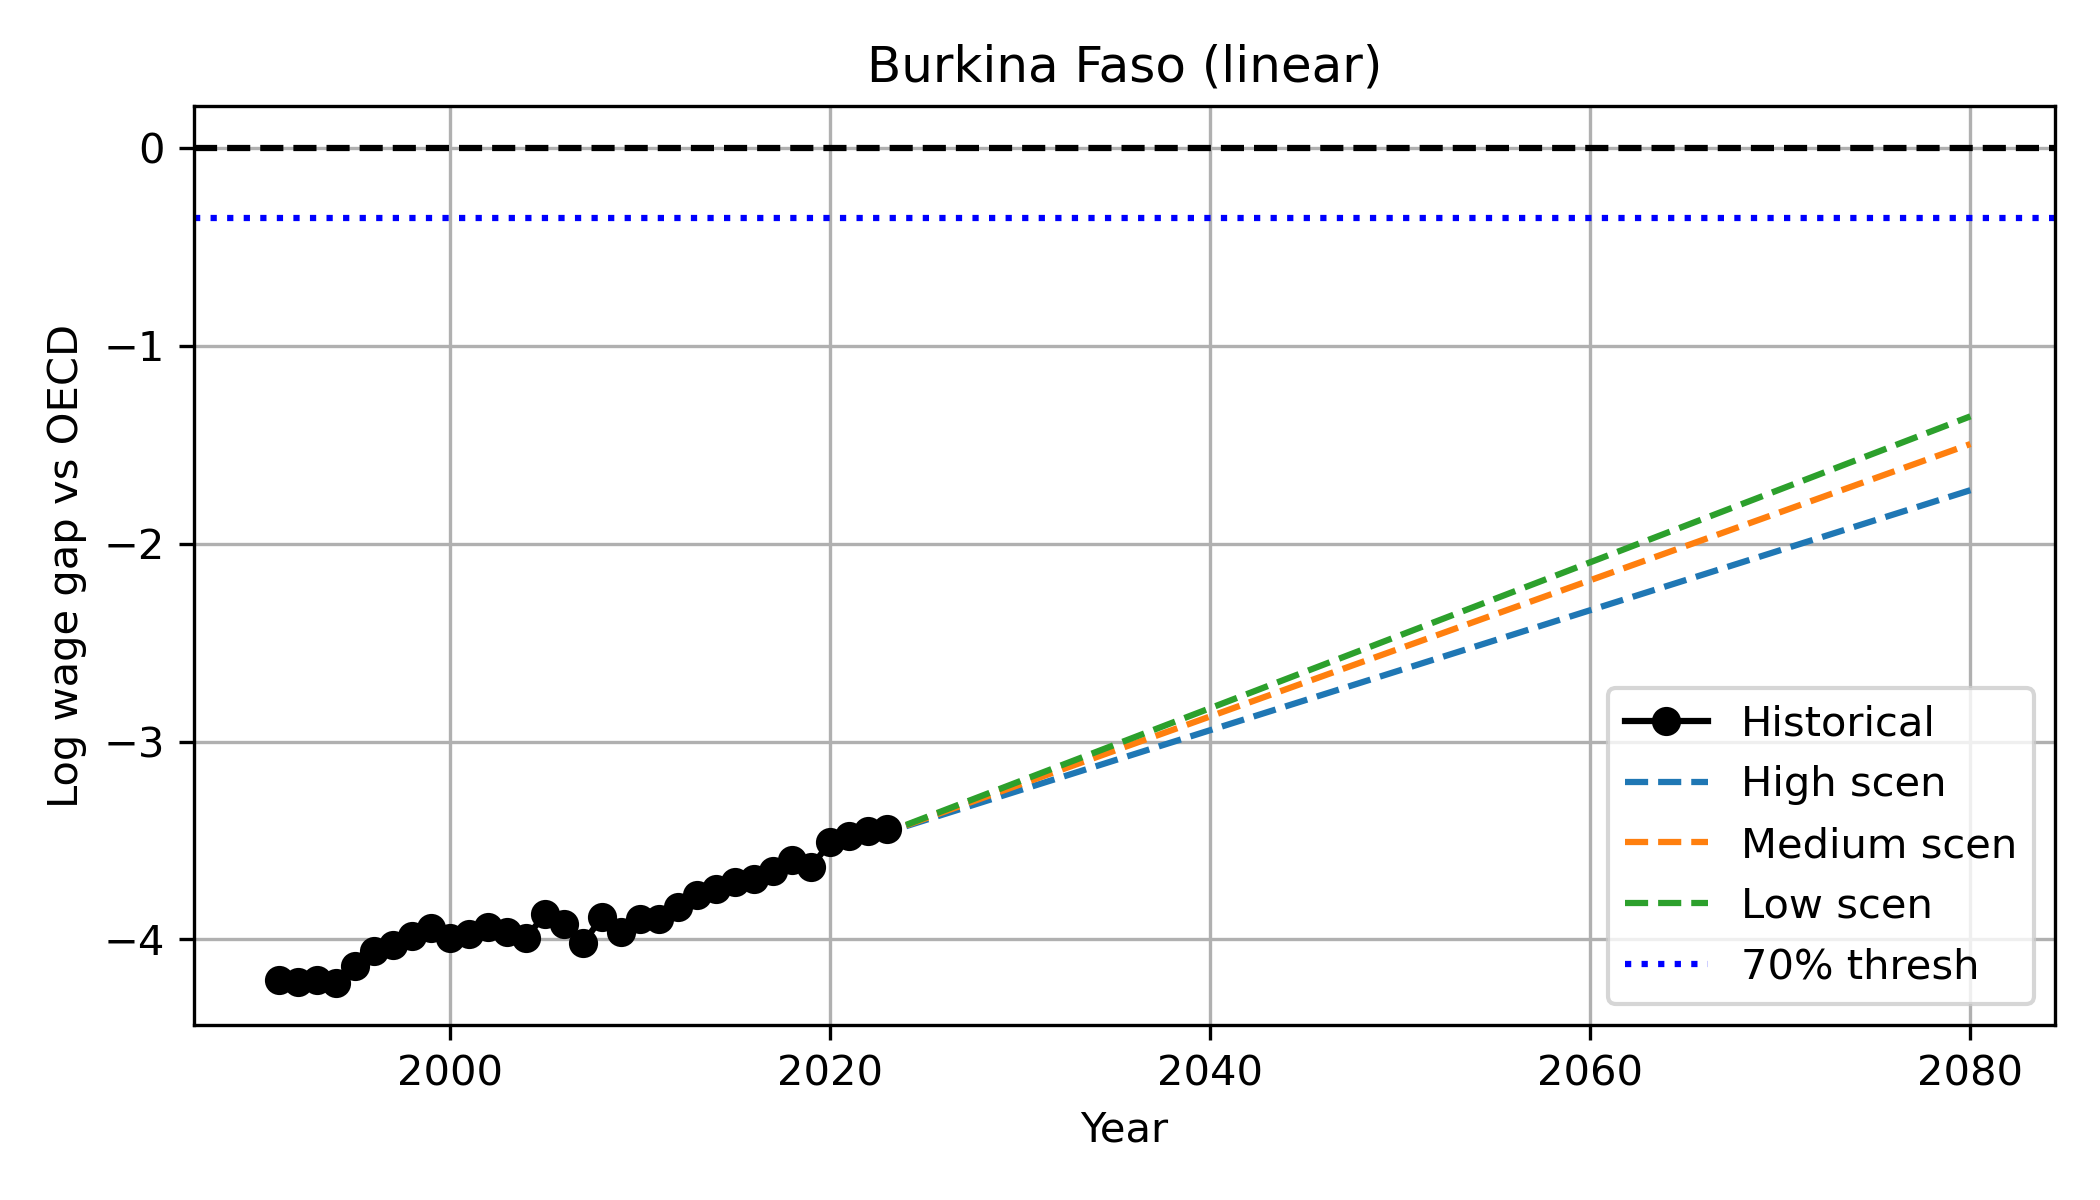 Burkina Faso (linear)
Log wage gap vs OECD
0
−1
−2
−3
−4
2000
2020
2040
2060
2080
Year
Historical
High scen
Medium scen
Low scen
70% thresh